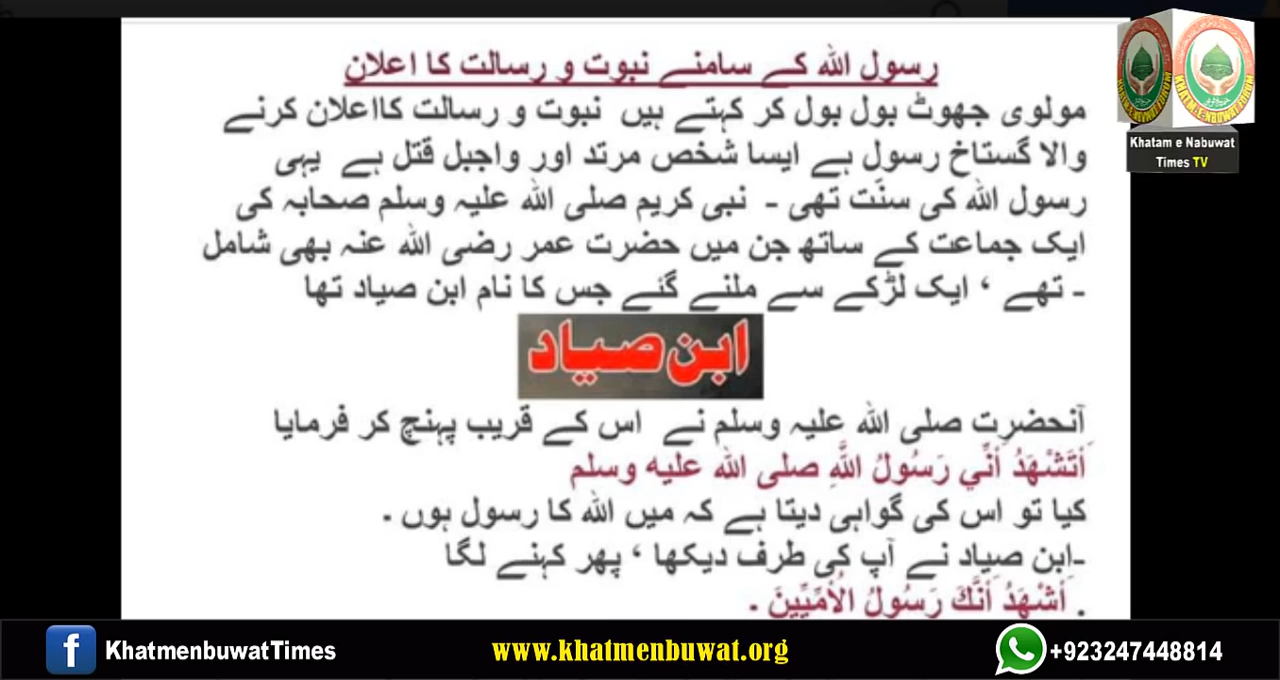 رسول اللہ کے سامنے نبوت و رسالت کا اعلان
مولوی جھوٹ بول بول کر کہتے ہیں نبوت و رسالت کااعلان کرنے
والا گستاخ رسول ہے ایسا شخص مرتد اور واجبل قتل ہے یہی
رسول اللہ کی سنّت تھی - نبی کریم صلی اللہ علیہ وسلم صحابہ کی
ایک جماعت کے ساتھ جن میں حضرت عمر رضی اللہ عنہ بھی شامل
- تھے ، ایک لڑکے سے ملنے گئے جس کا نام ابن صیاد تھا
ابن صیاد
آنحضرت صلی اللہ علیہ وسلم نے اس کے قریب پہنچ کر فرمایا
أَتَشْهَدُ أَنِّي رَسُولُ اللَّهِ صلى الله عليه وسلم
کیا تو اس کی گواہی دیتا ہے کہ میں اللہ کا رسول ہوں .
-ابن صیاد نے آپ کی طرف دیکھا ، پھر کہنے لگا
. أَشْهَدُ أَنَّكَ رَسُولُ الأُمِّيِّينَ .
KHATM-E-NABUWAT FORUM
Khatam e Nabuwat
Times TV
KhatmenbuwatTimes
www.khatmenbuwat.org
+923247448814